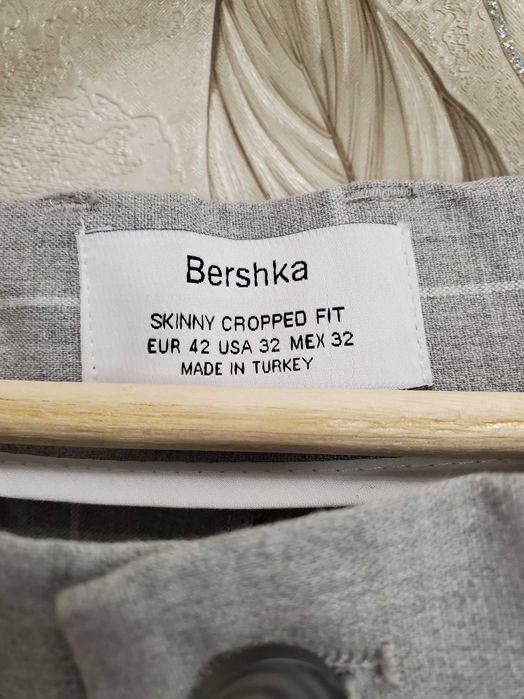 Bershka
SKINNY CROPPED FIT
EUR 42 USA 32 MEX 32
MADE IN TURKEY